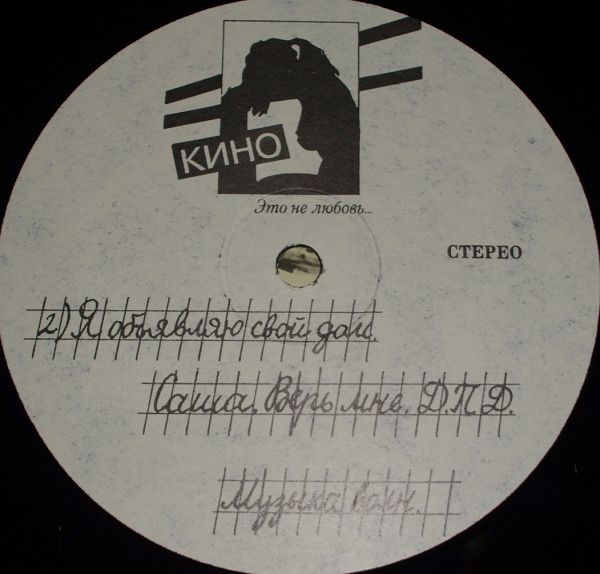 КИНО
Это не любовь...
СТЕРЕО
2) Я объявляю свой дом.
Саша. Верь мне. Д.П.Д.
Музыка волн.